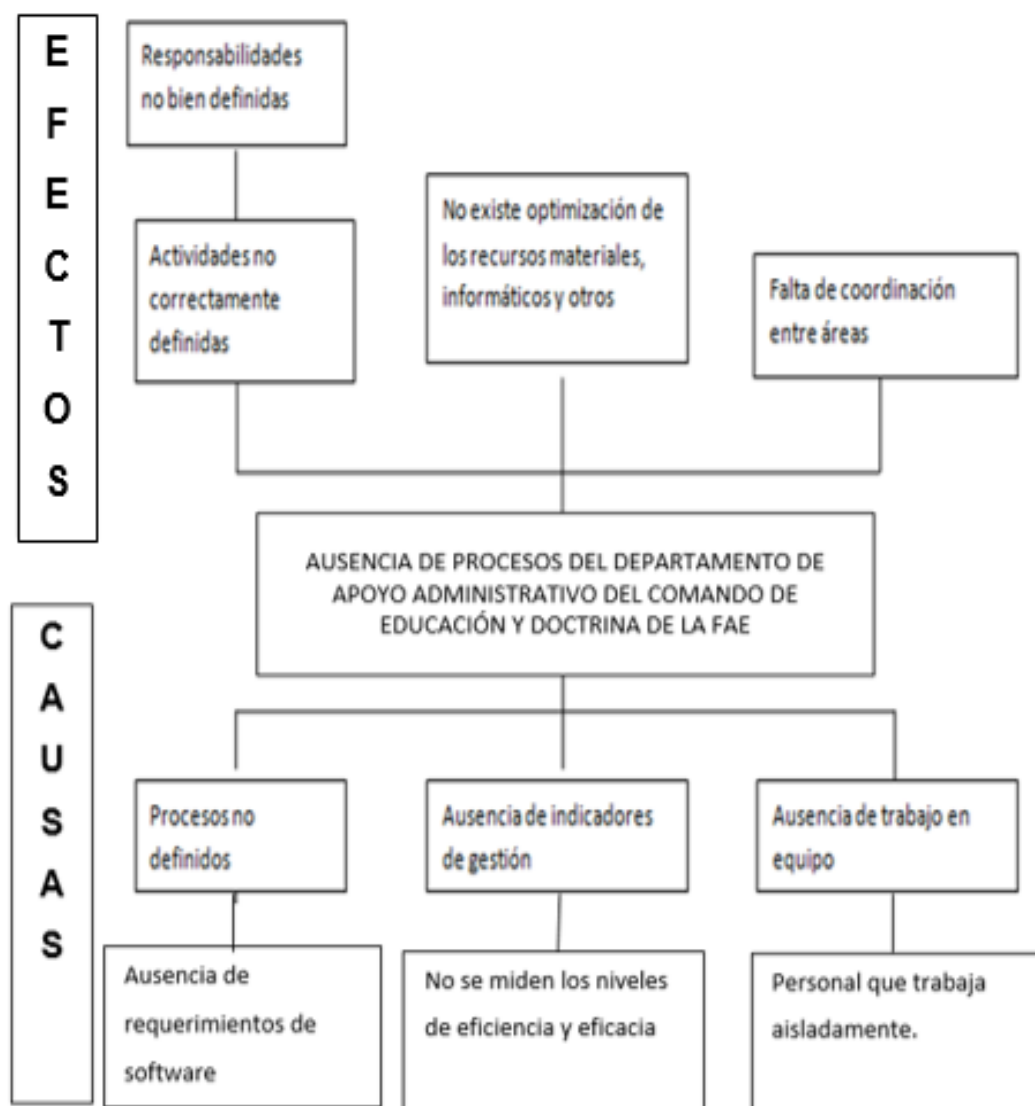 EFECTOS
Responsabilidades
no bien definidas
Actividades no
correctamente
definidas
No existe optimización de
los recursos materiales,
informáticos y otros
Falta de coordinación
entre áreas
AUSENCIA DE PROCESOS DEL DEPARTAMENTO DE
APOYO ADMINISTRATIVO DEL COMANDO DE
EDUCACIÓN Y DOCTRINA DE LA FAE
CAUSAS
Procesos no
definidos
Ausencia de indicadores
de gestión
Ausencia de trabajo en
equipo
Ausencia de
requerimientos de
software
No se miden los niveles
de eficiencia y eficacia
Personal que trabaja
aisladamente.